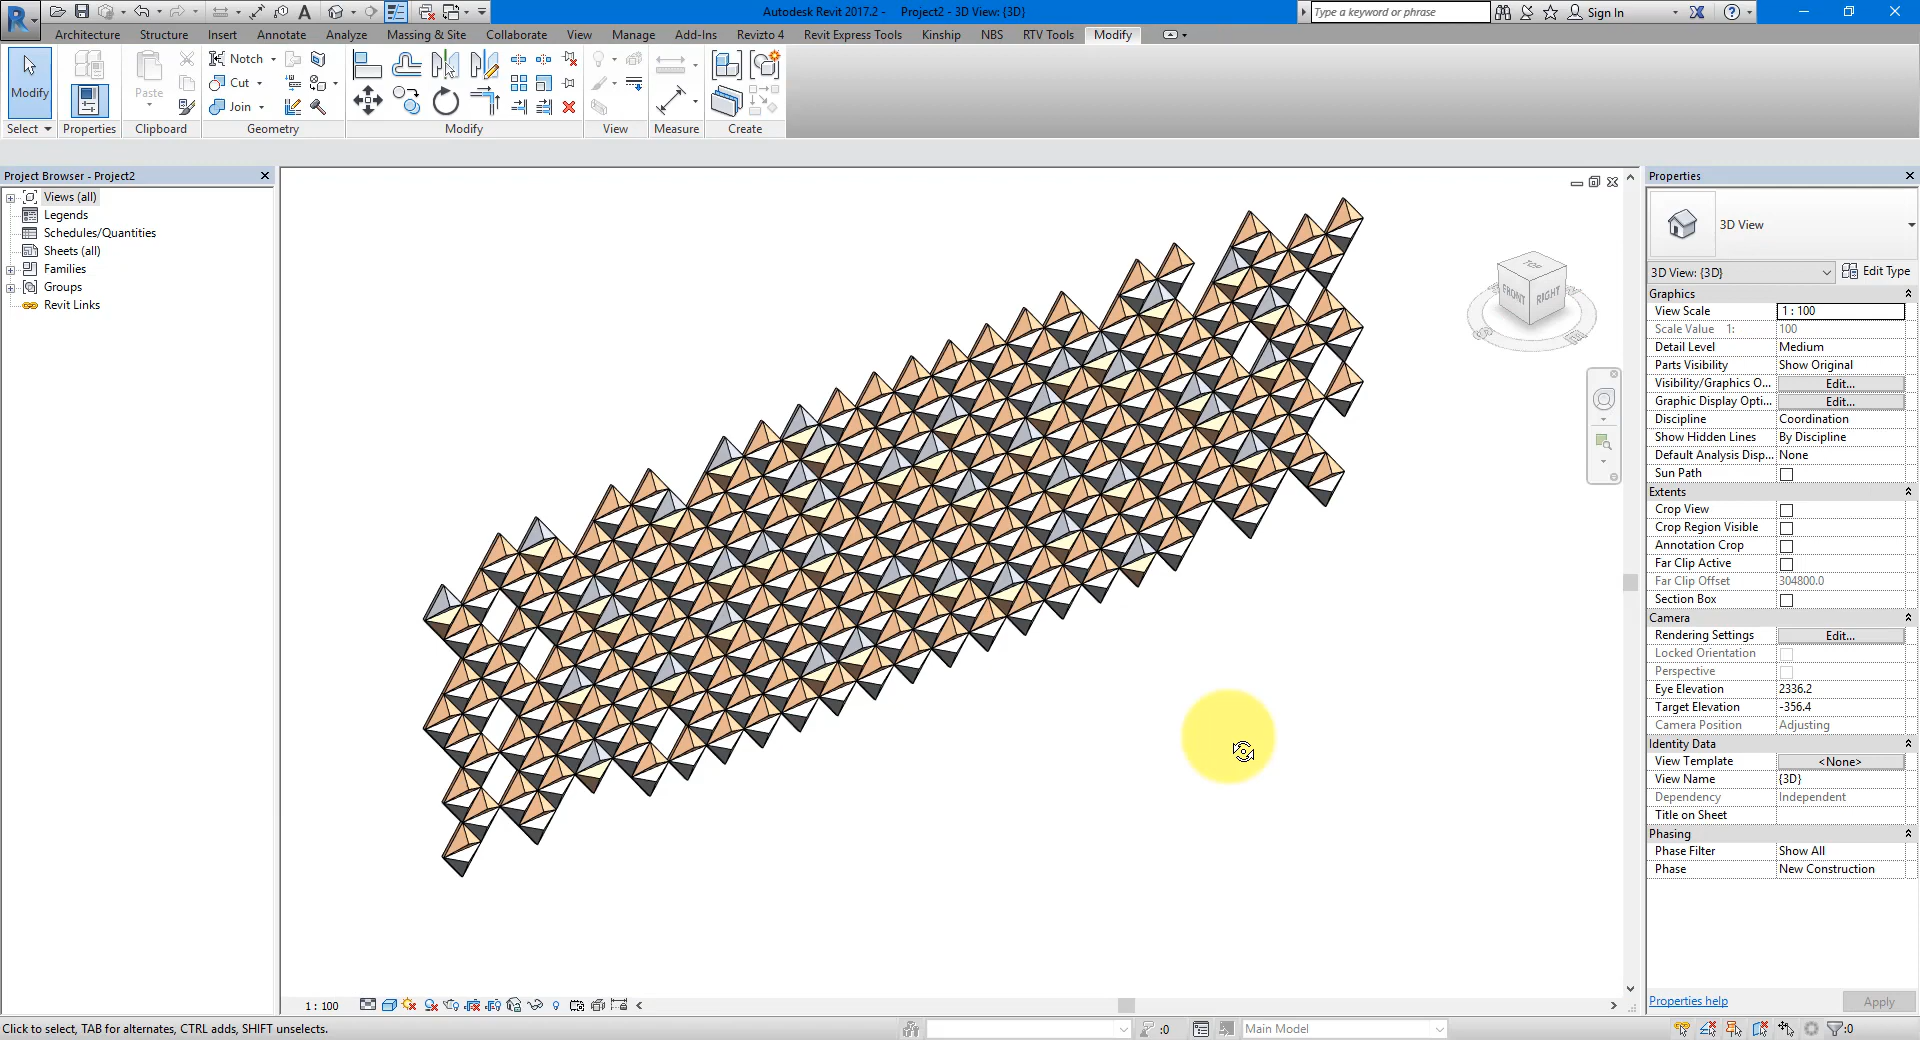 Autodesk Revit 2017.2 - Project2 - 3D View: {3D}
Type a keyword or phrase
Sign In
Architecture Structure Insert Annotate Analyze Massing & Site Collaborate View Manage Add-Ins Revizto 4 Revit Express Tools Kinship NBS RTV Tools Modify
Modify
Paste
Notch
Cut
Join
Select Properties Clipboard Geometry Modify View Measure Create
Project Browser - Project2
Views (all)
Legends
Schedules/Quantities
Sheets (all)
Families
Groups
Revit Links
TOP
FRONT
RIGHT
Properties
3D View
3D View: {3D}
Edit Type
Graphics
View Scale 1 : 100
Scale Value 1: 100
Detail Level Medium
Parts Visibility Show Original
Visibility/Graphics O... Edit...
Graphic Display Opti... Edit...
Discipline Coordination
Show Hidden Lines By Discipline
Default Analysis Disp... None
Sun Path
Extents
Crop View
Crop Region Visible
Annotation Crop
Far Clip Active
Far Clip Offset 304800.0
Section Box
Camera
Rendering Settings Edit...
Locked Orientation
Perspective
Eye Elevation 2336.2
Target Elevation -356.4
Camera Position Adjusting
Identity Data
View Template <None>
View Name {3D}
Dependency Independent
Title on Sheet
Phasing
Phase Filter Show All
Phase New Construction
Properties help
Apply
1 : 100
Click to select, TAB for alternates, CTRL adds, SHIFT unselects.
:0
Main Model
:0